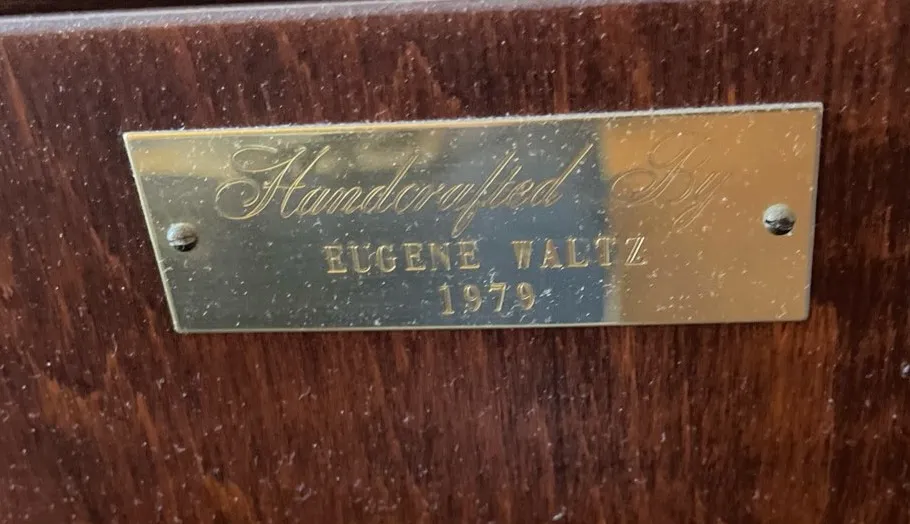 Handcrafted By
EUGENE WALTZ
1979